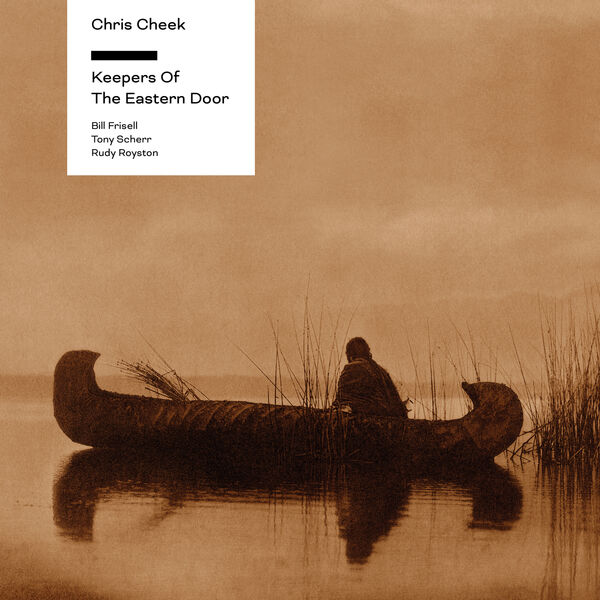 Chris Cheek
Keepers Of
The Eastern Door
Bill Frisell
Tony Scherr
Rudy Royston